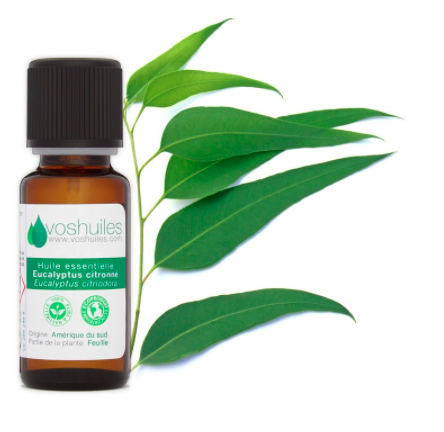 voshuiles
www.voshuiles.com
Huile essentielle
Eucalyptus citronné
Eucalyptus citriodora
Origine: Amérique du sud
Partie de la plante: Feuille